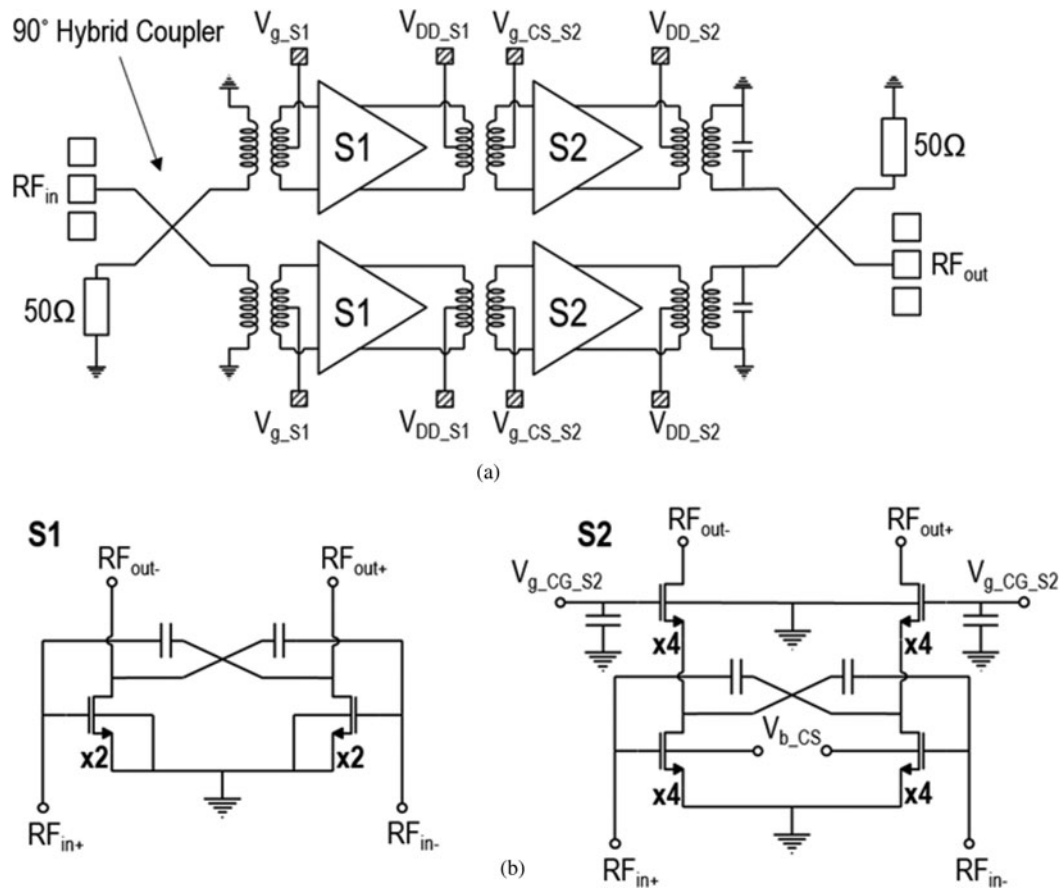 90° Hybrid Coupler
V_g_S1 V_DD_S1 V_g_CS_S2 V_DD_S2
S1 S2
50Ω
RF_in
RF_out
50Ω
S1 S2
V_g_S1 V_DD_S1 V_g_CS_S2 V_DD_S2
(a)
S1
RF_out- RF_out+
x2 x2
RF_in+ RF_in-
S2
RF_out- RF_out+
V_g_CG_S2 V_g_CG_S2
x4 x4
V_b_CS
x4 x4
RF_in+ RF_in-
(b)